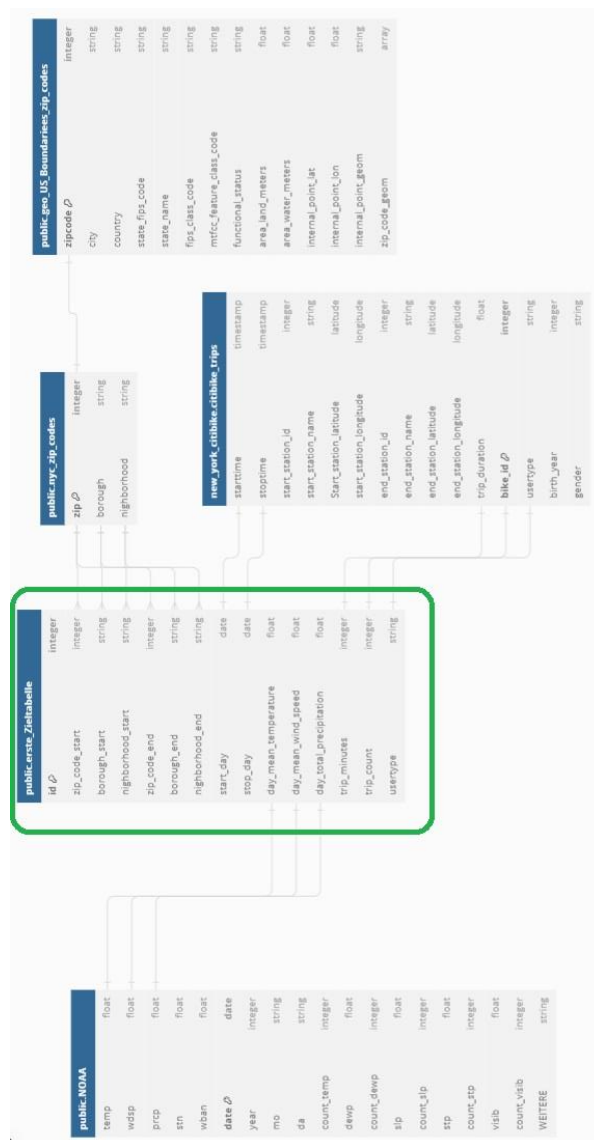 public.NOAA
temp float
wdsp float
prcp float
stn float
wban float
date date
year integer
mo string
da string
count_temp integer
dewp float
count_dewp integer
slp float
count_slp integer
stp float
count_stp integer
visib float
count_visib integer
WEITERE string
public.erste_Zieltabelle
id integer
zip_code_start integer
borough_start string
nighborhood_start string
zip_code_end integer
borough_end string
nighborhood_end string
start_day date
stop_day date
day_mean_temperature float
day_mean_wind_speed float
day_total_precipitation float
trip_minutes integer
trip_count integer
usertype string
public.nyc_zip_codes
zip integer
borough string
nighborhood string
new_york_citibike.citibike_trips
starttime timestamp
stoptime timestamp
start_station_id integer
start_station_name string
Start_station_latitude latitude
start_station_longitude longitude
end_station_id integer
end_station_name string
end_station_latitude latitude
end_station_longitude longitude
trip_duration float
bike_id integer
usertype string
birth_year integer
gender string
public.geo_US_Boundariees_zip_codes
zipcode integer
city string
country string
state_fips_code string
state_name string
fips_class_code string
mtfcc_feature_class_code string
functional_status string
area_land_meters float
area_water_meters float
internal_point_lat float
internal_point_lon float
internal_point_geom string
zip_code_geom array